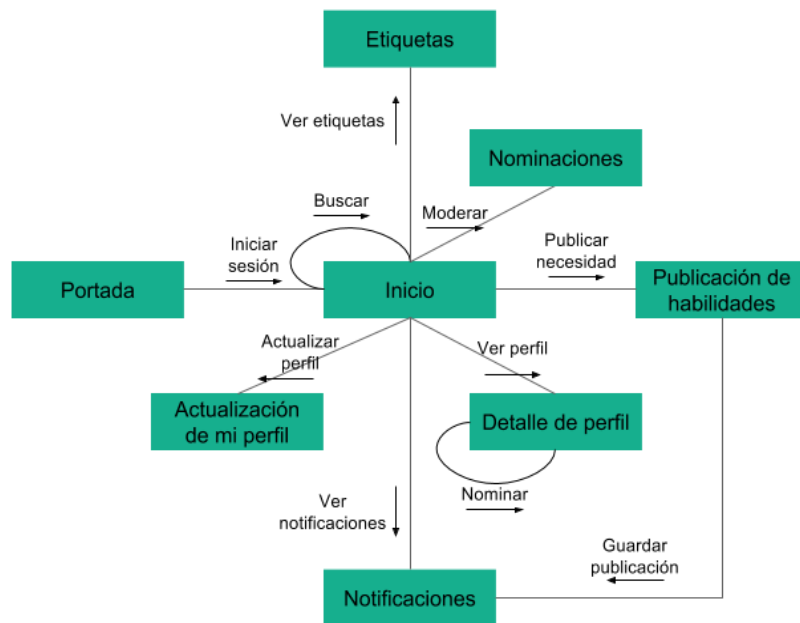 Etiquetas
Ver etiquetas
Nominaciones
Buscar
Moderar
Iniciar
sesión
Publicar
necesidad
Portada
Inicio
Publicación de
habilidades
Actualizar
perfil
Ver perfil
Actualización
de mi perfil
Detalle de perfil
Ver
notificaciones
Nominar
Guardar
publicación
Notificaciones